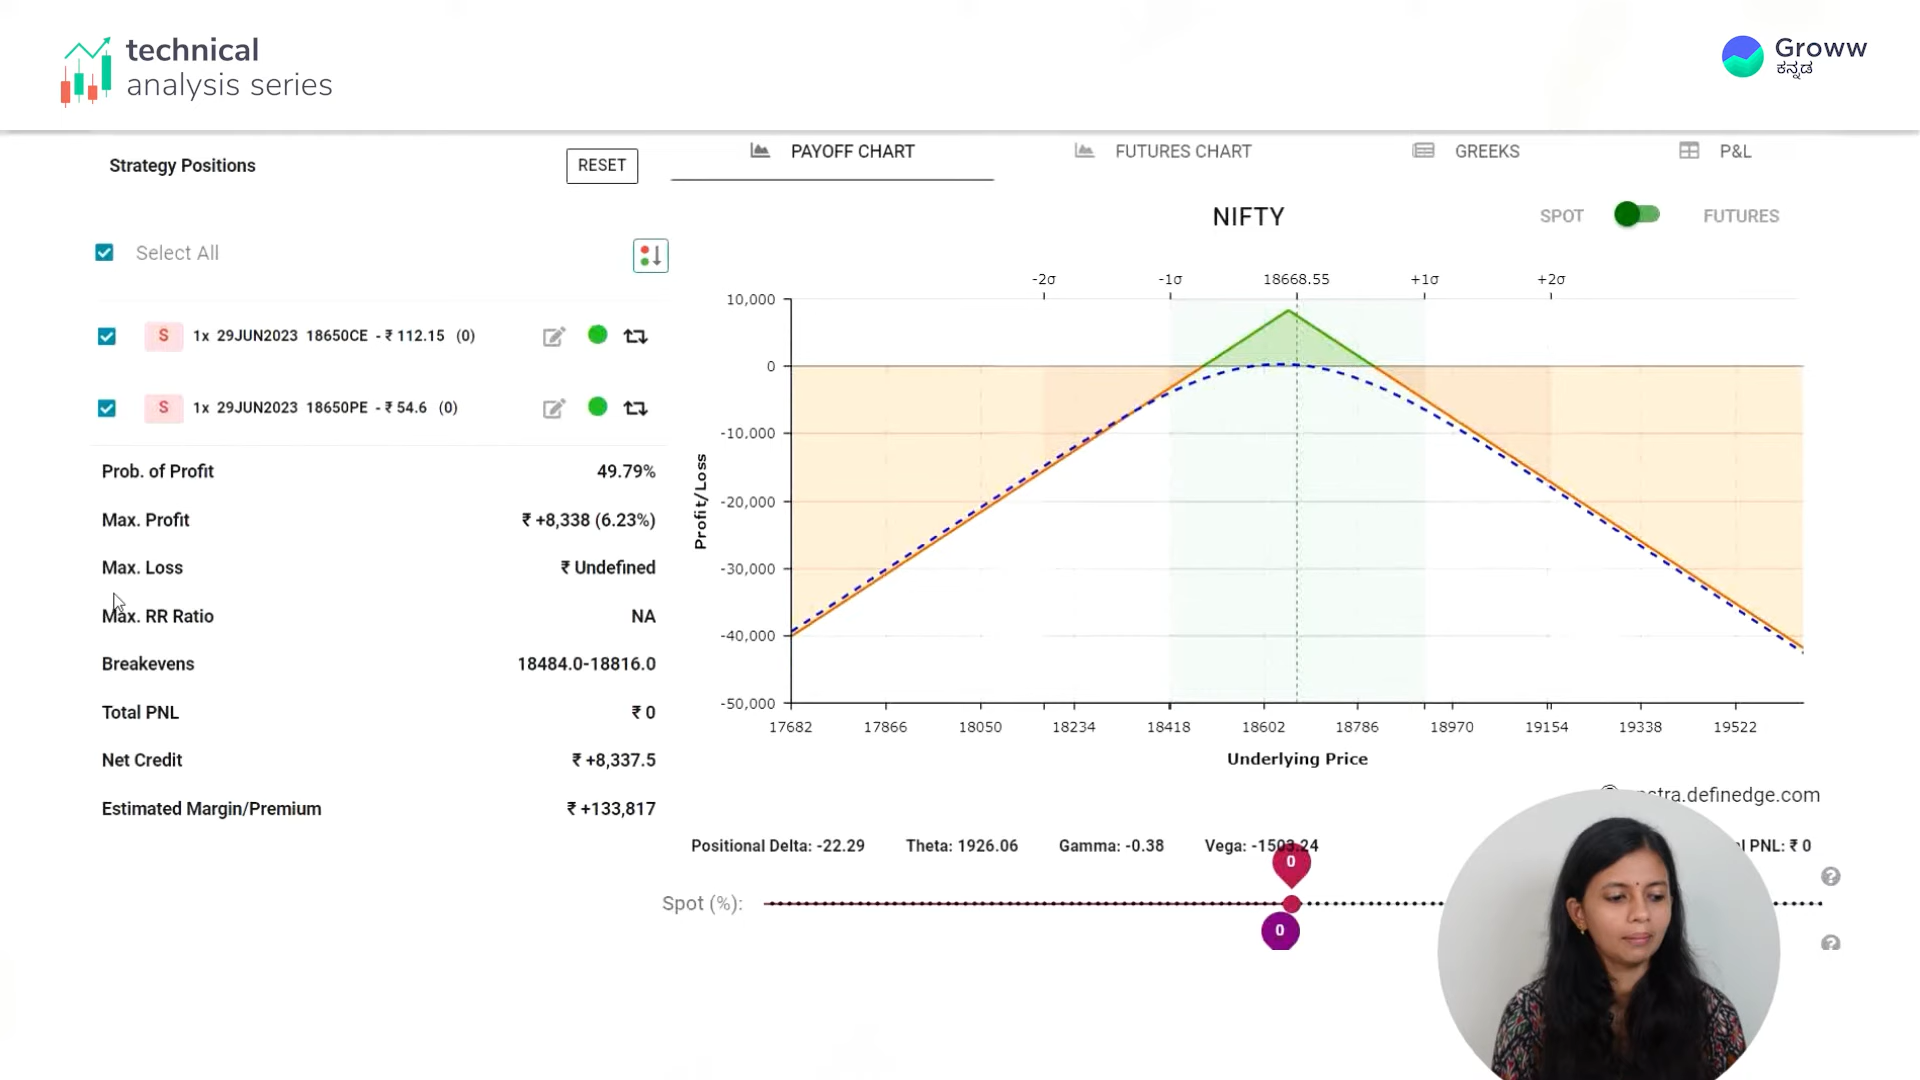 technical
analysis series
Groww
ಕನ್ನಡ
Strategy Positions
RESET
PAYOFF CHART
FUTURES CHART
GREEKS
P&L
NIFTY
SPOT
FUTURES
Select All
S 1x 29JUN2023 18650CE - ₹ 112.15 (0)
S 1x 29JUN2023 18650PE - ₹ 54.6 (0)
Prob. of Profit 49.79%
Max. Profit ₹ +8,338 (6.23%)
Max. Loss ₹ Undefined
Max. RR Ratio NA
Breakevens 18484.0-18816.0
Total PNL ₹ 0
Net Credit ₹ +8,337.5
Estimated Margin/Premium ₹ +133,817
-2σ -1σ 18668.55 +1σ +2σ
10,000
0
-10,000
-20,000
-30,000
-40,000
-50,000
Profit/Loss
17682 17866 18050 18234 18418 18602 18786 18970 19154 19338 19522
Underlying Price
.definedge.com
Positional Delta: -22.29 Theta: 1926.06 Gamma: -0.38 Vega: -1503.24 PNL: ₹ 0
0
Spot (%):
0